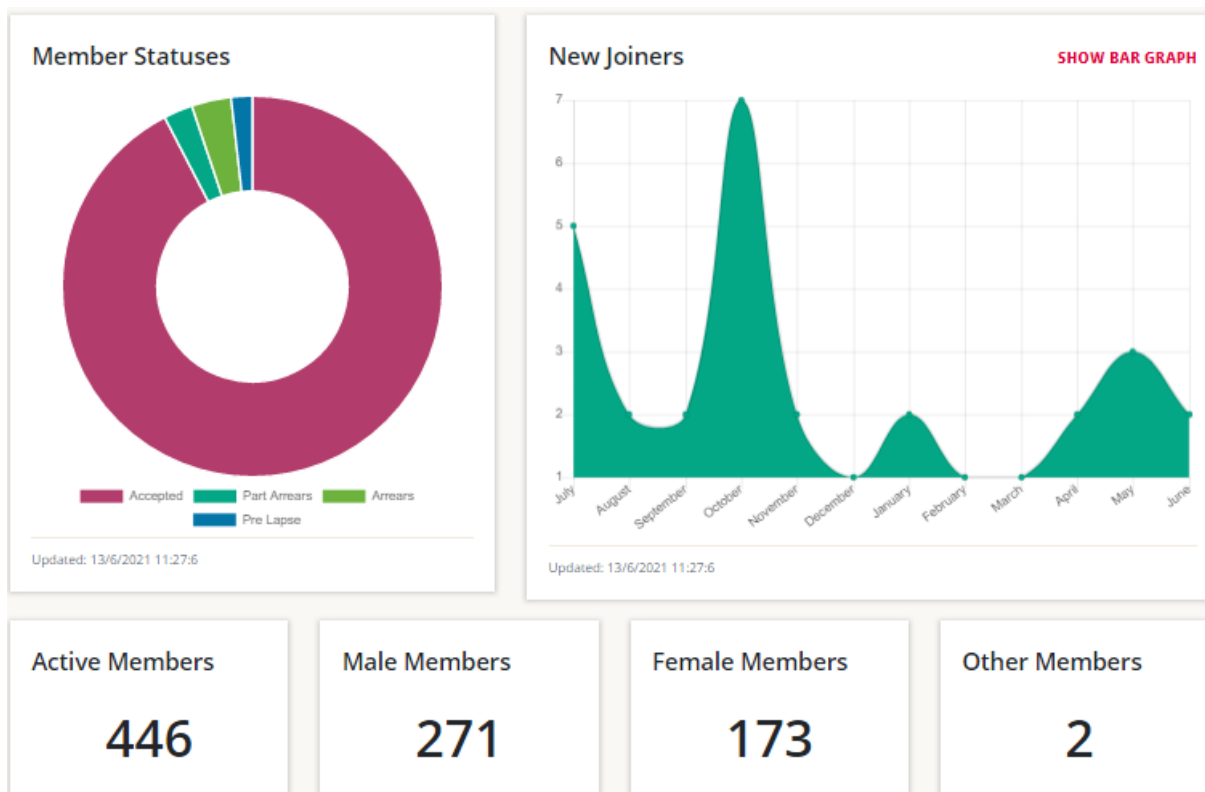 Member Statuses
Accepted Part Arrears Arrears
Pre Lapse
Updated: 13/6/2021 11:27:6
New Joiners SHOW BAR GRAPH
7
6
5
4
3
2
1
July August September October November December January February March April May June
Updated: 13/6/2021 11:27:6
Active Members
446
Male Members
271
Female Members
173
Other Members
2